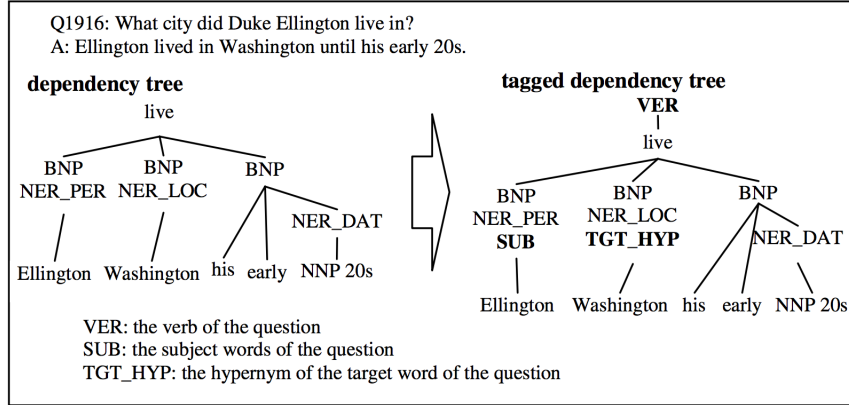 Q1916: What city did Duke Ellington live in?
A: Ellington lived in Washington until his early 20s.
dependency tree
live
BNP BNP BNP
NER_PER NER_LOC
NER_DAT
Ellington Washington his early NNP 20s
tagged dependency tree
VER
live
BNP BNP BNP
NER_PER NER_LOC
SUB TGT_HYP NER_DAT
Ellington Washington his early NNP 20s
VER: the verb of the question
SUB: the subject words of the question
TGT_HYP: the hypernym of the target word of the question